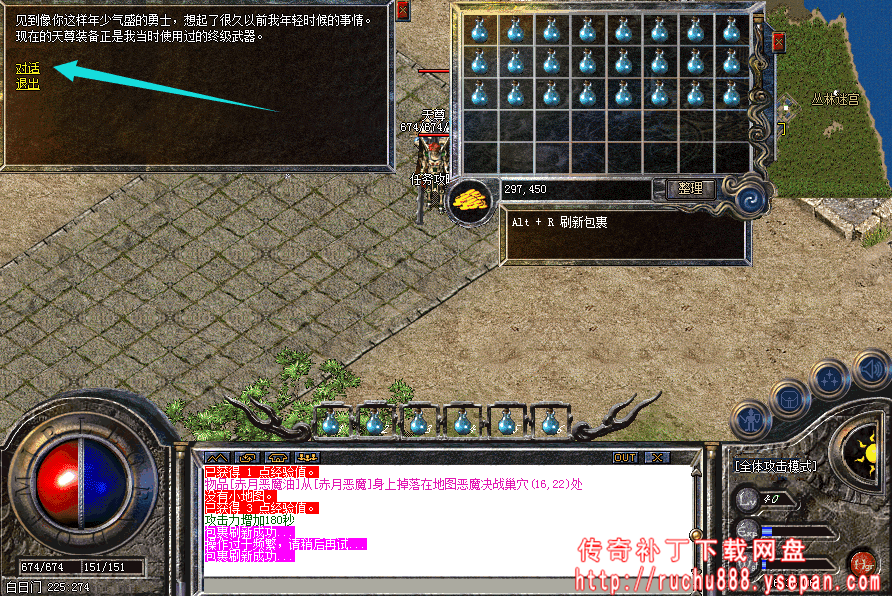 见到像你这样年少气盛的勇士，想起了很久以前我年轻时候的事情。
现在的天尊装备正是我当时使用过的终级武器。
对话
退出
天尊
674/674/
任务攻略
丛林迷宫
297,450
整理
Alt + R 刷新包裹
OUT
已获得 1 点经验值。
物品[赤月恶魔油]从[赤月恶魔]身上掉落在地图恶魔决战巢穴(16,22)处
没有小地图。
已获得 3 点经验值。
攻击力增加180秒
包裹刷新成功...
操作过于频繁，请稍后再试...
包裹刷新成功...
674/674
151/151
白日门 225:274
[全体攻击模式]
40
传奇补丁下载网盘
http://ruchu888.ysepan.com/